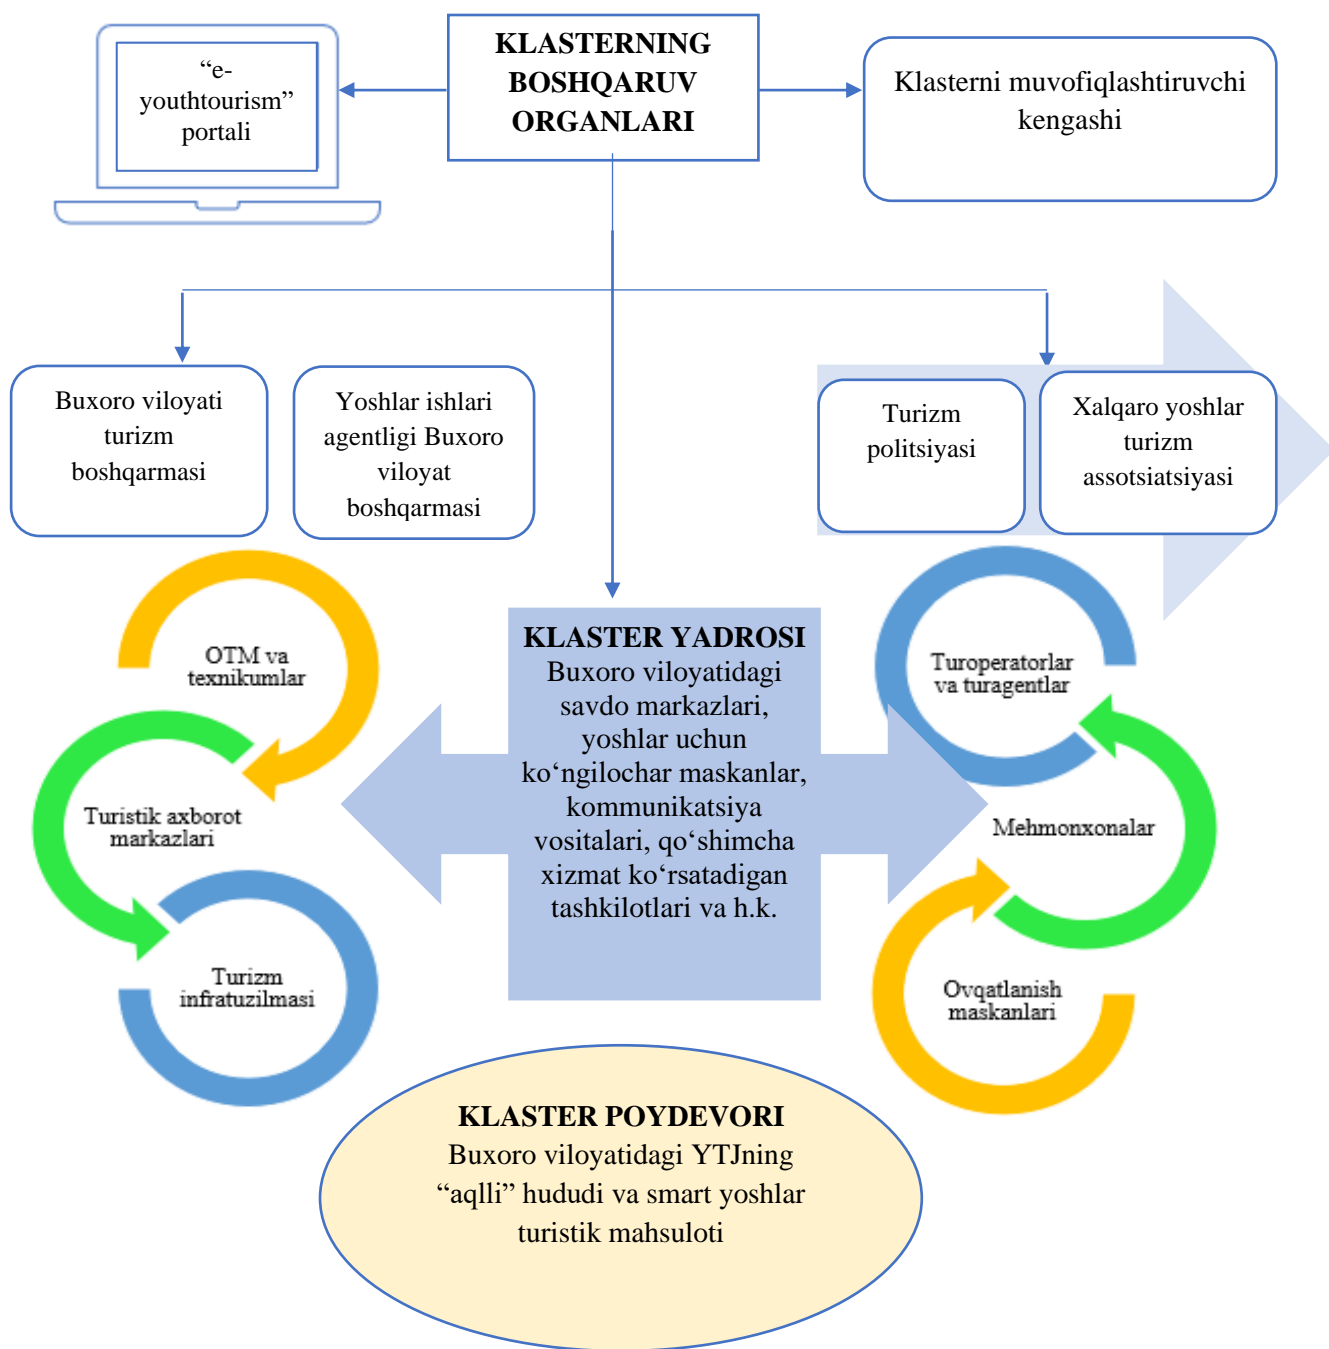 “e-
youthtourism”
portali
KLASTERNING
BOSHQARUV
ORGANLARI
Klasterni muvofiqlashtiruvchi
kengashi
Buxoro viloyati
turizm
boshqarmasi
Yoshlar ishlari
agentligi Buxoro
viloyat
boshqarmasi
Turizm
politsiyasi
Xalqaro yoshlar
turizm
assotsiatsiyasi
OTM va
texnikumlar
Turistik axborot
markazlari
Turizm
infratuzilmasi
KLASTER YADROSI
Buxoro viloyatidagi
savdo markazlari,
yoshlar uchun
ko‘ngilochar maskanlar,
kommunikatsiya
vositalari, qo‘shimcha
xizmat ko‘rsatadigan
tashkilotlari va h.k.
Turoperatorlar
va turagentlar
Mehmonxonalar
Ovqatlanish
maskanlari
KLASTER POYDEVORI
Buxoro viloyatidagi YTJning
“aqlli” hududi va smart yoshlar
turistik mahsuloti